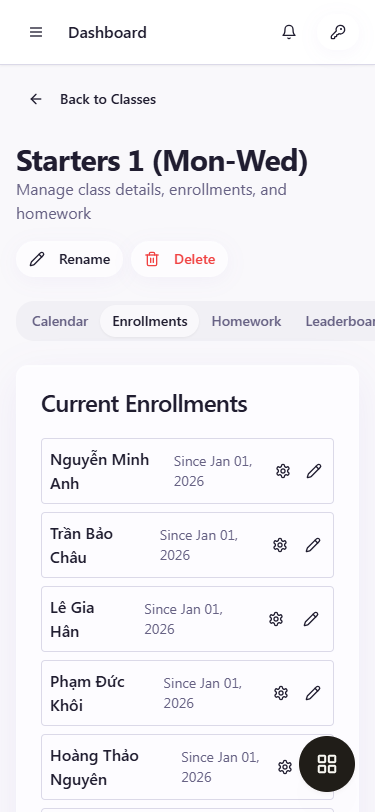 Dashboard
Back to Classes
Starters 1 (Mon-Wed)
Manage class details, enrollments, and
homework
Rename
Delete
Calendar
Enrollments
Homework
Leaderboar
Current Enrollments
Nguyễn Minh
Anh
Since Jan 01,
2026
Trần Bảo
Châu
Since Jan 01,
2026
Lê Gia
Hân
Since Jan 01,
2026
Phạm Đức
Khôi
Since Jan 01,
2026
Hoàng Thảo
Nguyên
Since Jan 01,
2026